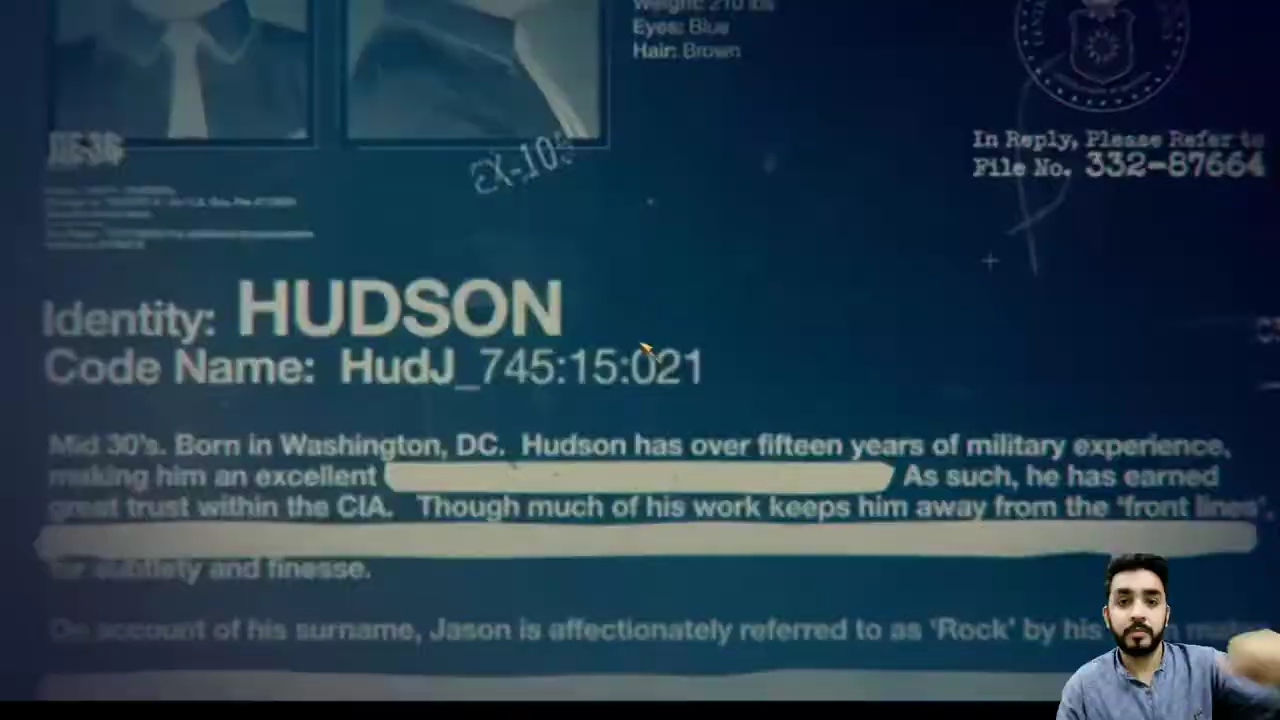 Weight: 210 lbs
Eyes: Blue
Hair: Brown
In Reply, Please Refer to
File No. 332-87664
Identity: HUDSON
Code Name: HudJ_745:15:021
Mid 30's. Born in Washington, DC. Hudson has over fifteen years of military experience,
making him an excellent As such, he has earned
great trust within the CIA. Though much of his work keeps him away from the 'front lines',
for subtlety and finesse.
On account of his surname, Jason is affectionately referred to as 'Rock' by his